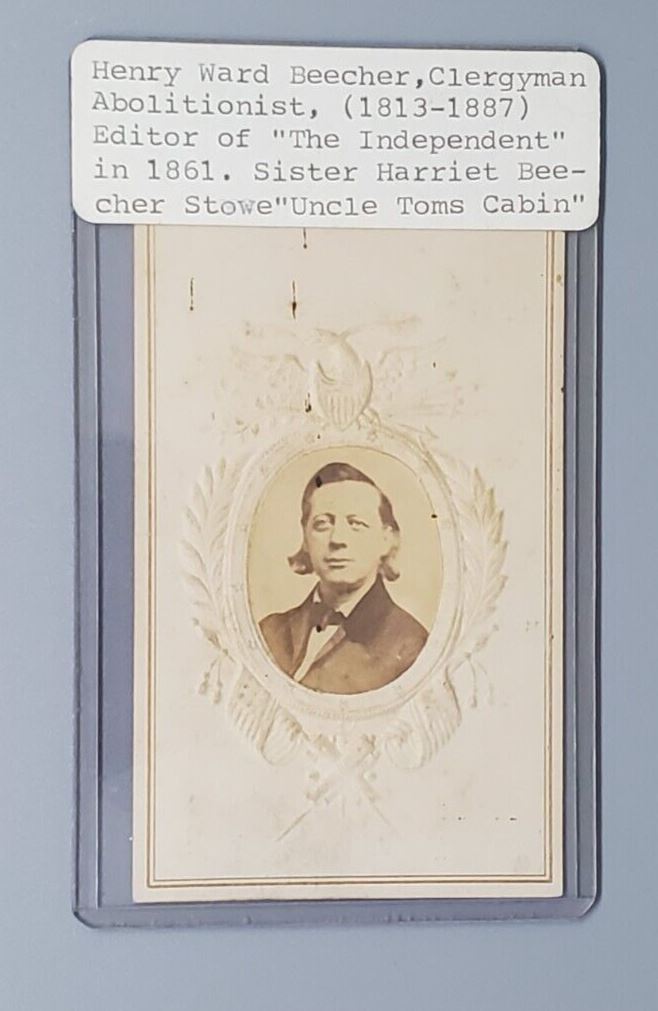 Henry Ward Beecher,Clergyman
Abolitionist, (1813-1887)
Editor of "The Independent"
in 1861. Sister Harriet Bee-
cher Stowe"Uncle Toms Cabin"